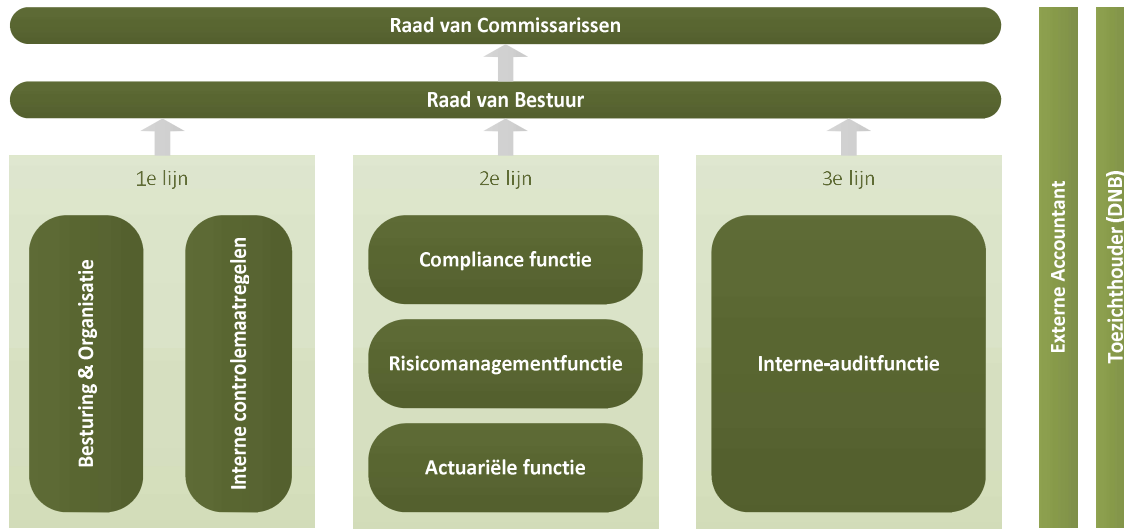 Raad van Commissarissen
Raad van Bestuur
1e lijn
Besturing & Organisatie
Interne controlemaatregelen
2e lijn
Compliance functie
Risicomanagementfunctie
Actuariële functie
3e lijn
Interne-auditfunctie
Externe Accountant
Toezichthouder (DNB)